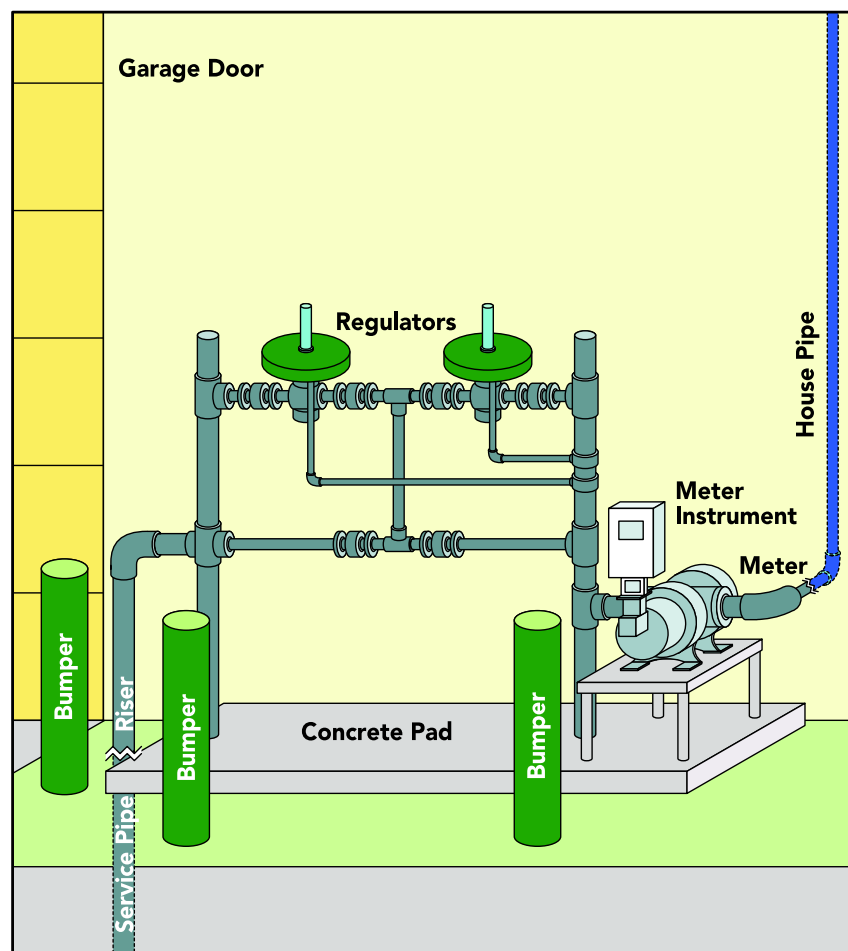 Garage Door
Regulators
House Pipe
Meter
Instrument
Meter
Bumper
Riser
Bumper
Concrete Pad
Bumper
Service Pipe